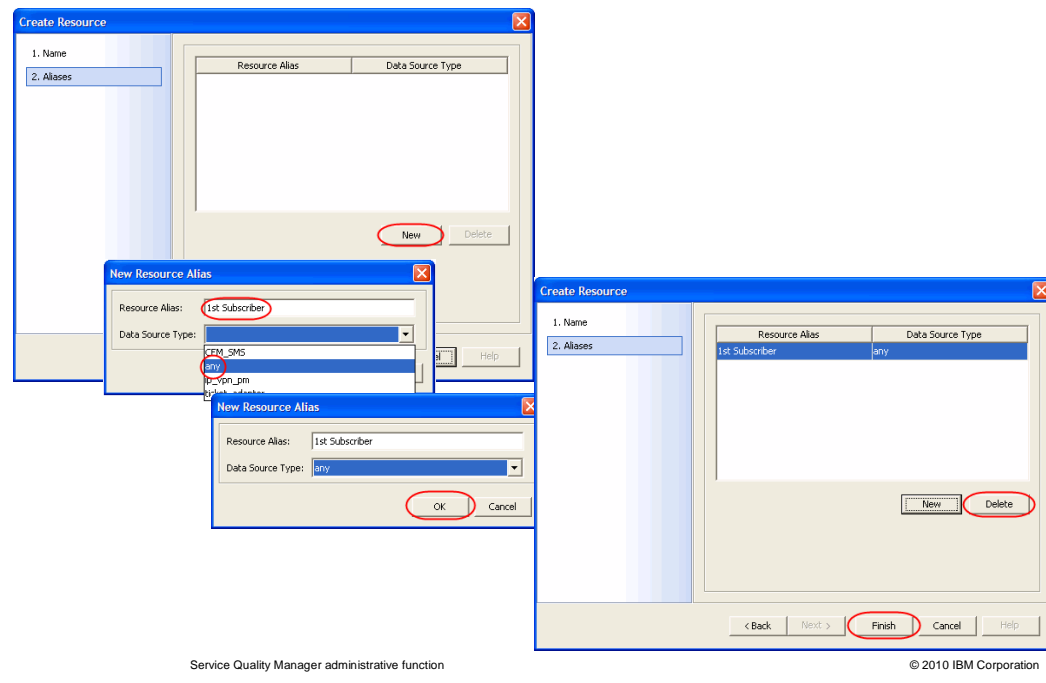 Create Resource
1. Name
2. Aliases
Resource Alias Data Source Type
New Delete
Help
New Resource Alias
Resource Alias: 1st Subscriber
Data Source Type:
CEM_SMS
any
ip_vpn_pm
New Resource Alias
Resource Alias: 1st Subscriber
Data Source Type: any
OK Cancel
Create Resource
1. Name
2. Aliases
Resource Alias Data Source Type
1st Subscriber any
New Delete
< Back Next > Finish Cancel Help
Service Quality Manager administrative function © 2010 IBM Corporation